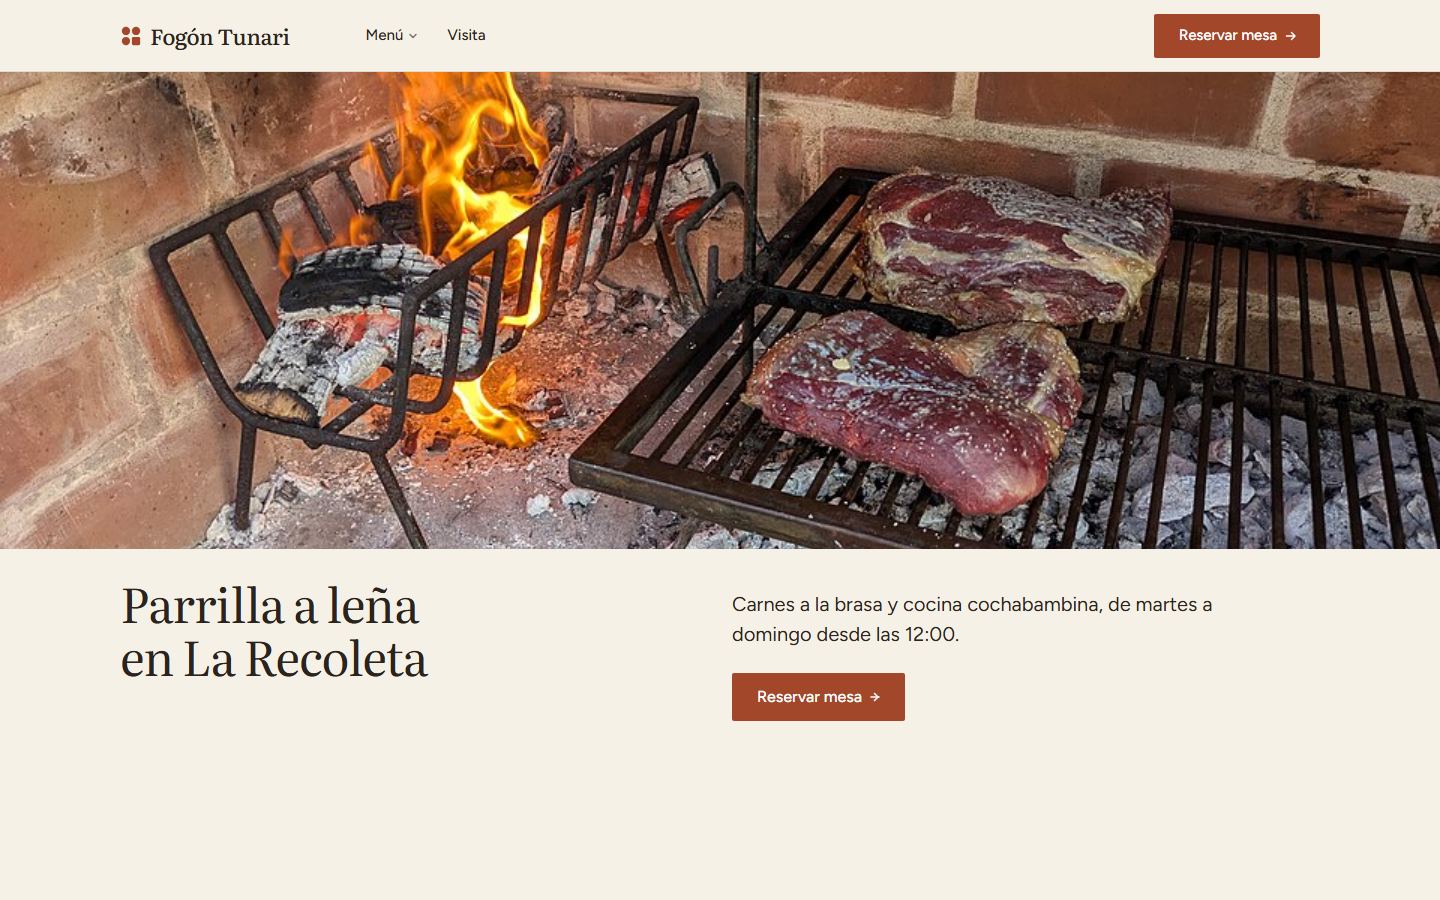 Fogón Tunari
Menú
Visita
Reservar mesa
Parrilla a leña
en La Recoleta
Carnes a la brasa y cocina cochabambina, de martes a
domingo desde las 12:00.
Reservar mesa